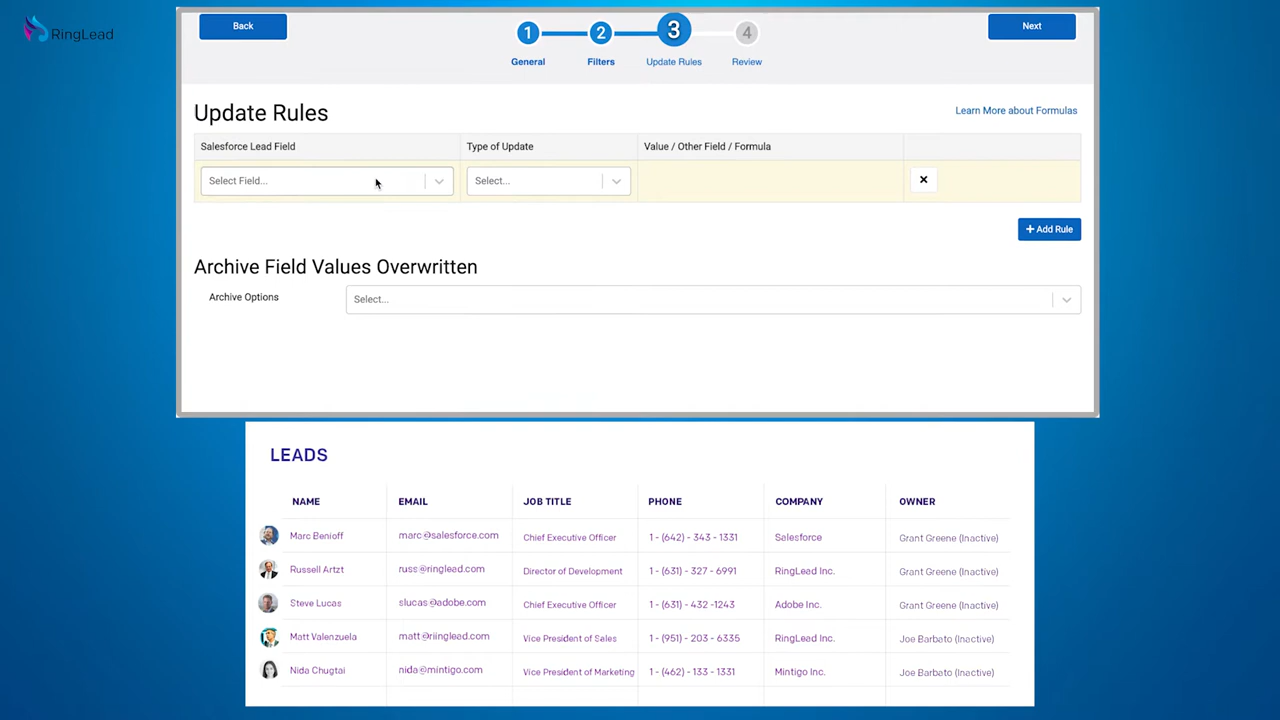 RingLead
Back
1 2 3 4
General Filters Update Rules Review
Next
Update Rules
Learn More about Formulas
Salesforce Lead Field Type of Update Value / Other Field / Formula
Select Field... Select... ×
+ Add Rule
Archive Field Values Overwritten
Archive Options Select...
LEADS
NAME EMAIL JOB TITLE PHONE COMPANY OWNER
Marc Benioff marc@salesforce.com Chief Executive Officer 1 - (642) - 343 - 1331 Salesforce Grant Greene (Inactive)
Russell Artzt russ@ringlead.com Director of Development 1 - (631) - 327 - 6991 RingLead Inc. Grant Greene (Inactive)
Steve Lucas slucas@adobe.com Chief Executive Officer 1 - (631) - 432 -1243 Adobe Inc. Grant Greene (Inactive)
Matt Valenzuela matt@riinglead.com Vice President of Sales 1 - (951) - 203 - 6335 RingLead Inc. Joe Barbato (Inactive)
Nida Chugtai nida@mintigo.com Vice President of Marketing 1 - (462) - 133 - 1331 Mintigo Inc. Joe Barbato (Inactive)